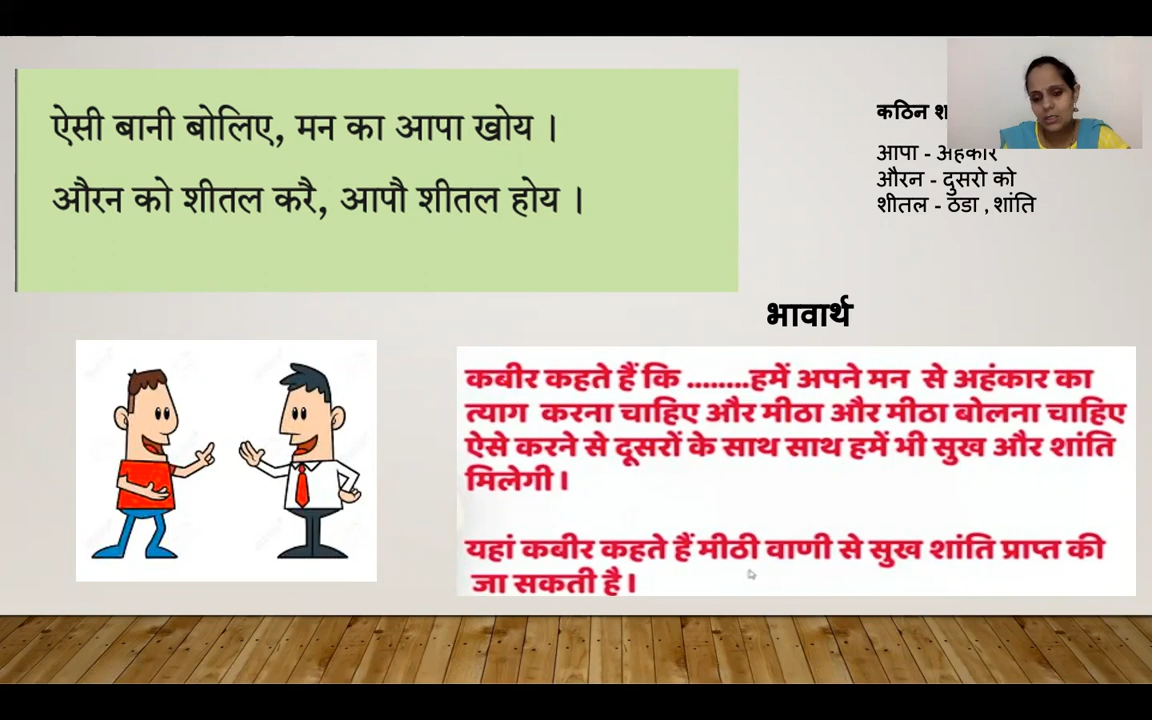 ऐसी बानी बोलिए, मन का आपा खोय ।
औरन को शीतल करै, आपौ शीतल होय ।
कठिन
आपा - अहंकार
औरन - दुसरो को
शीतल - ठंडा , शांति
भावार्थ
कबीर कहते हैं कि ........हमें अपने मन से अहंकार का
त्याग करना चाहिए और मीठा और मीठा बोलना चाहिए
ऐसे करने से दूसरों के साथ साथ हमें भी सुख और शांति
मिलेगी ।
यहां कबीर कहते हैं मीठी वाणी से सुख शांति प्राप्त की
जा सकती है ।